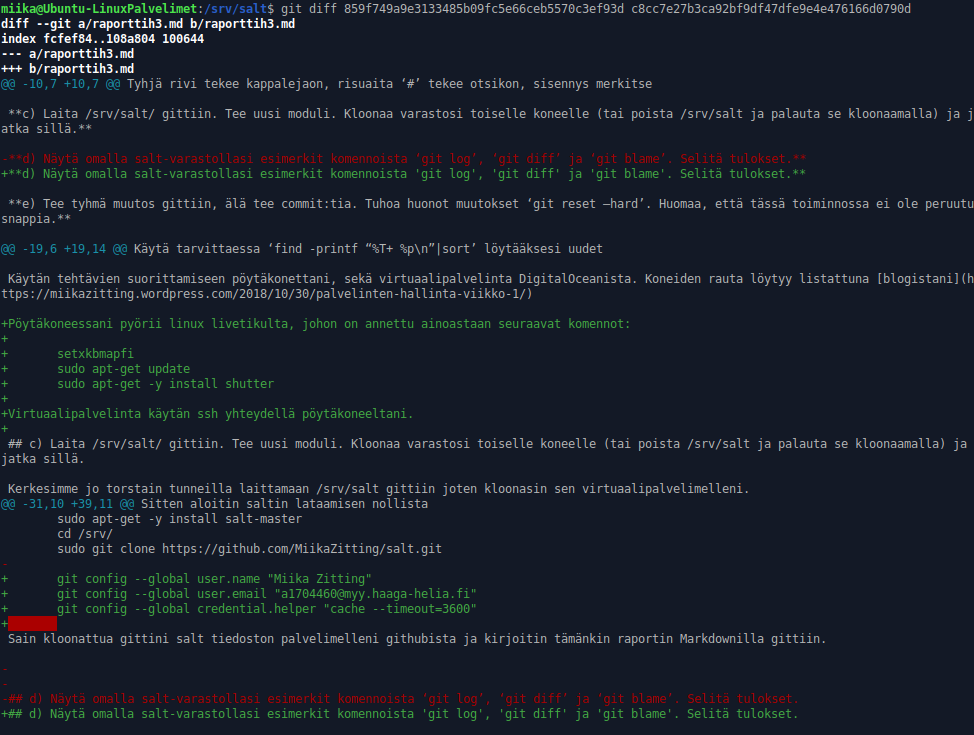 miika@Ubuntu-LinuxPalvelimet:/srv/salt$ git diff 859f749a9e3133485b09fc5e66ceb5570c3ef93d c8cc7e27b3ca92bf9df47dfe9e4e476166d0790d
diff --git a/raporttih3.md b/raporttih3.md
index fcfef84..108a804 100644
--- a/raporttih3.md
+++ b/raporttih3.md
@@ -10,7 +10,7 @@ Tyhjä rivi tekee kappalejaon, risuaita ‘#’ tekee otsikon, sisennys merkitse

 **c) Laita /srv/salt/ gittiin. Tee uusi moduli. Kloonaa varastosi toiselle koneelle (tai poista /srv/salt ja palauta se kloonaamalla) ja j
atka sillä.**

-**d) Näytä omalla salt-varastollasi esimerkit komennoista ‘git log’, ‘git diff’ ja ‘git blame’. Selitä tulokset.**
+**d) Näytä omalla salt-varastollasi esimerkit komennoista 'git log', 'git diff' ja 'git blame'. Selitä tulokset.**

 **e) Tee tyhmä muutos gittiin, älä tee commit:tia. Tuhoa huonot muutokset ‘git reset –hard’. Huomaa, että tässä toiminnossa ei ole peruutu
snappia.**

@@ -19,6 +19,14 @@ Käytä tarvittaessa ‘find -printf “%T+ %p\n”|sort’ löytääksesi uudet

 Käytän tehtävien suorittamiseen pöytäkonettani, sekä virtuaalipalvelinta DigitalOceanista. Koneiden rauta löytyy listattuna [blogistani](h
ttps://miikazitting.wordpress.com/2018/10/30/palvelinten-hallinta-viikko-1/)

+Pöytäkoneessani pyörii linux livetikulta, johon on annettu ainoastaan seuraavat komennot:
+
+       setxkbmapfi
+       sudo apt-get update
+       sudo apt-get -y install shutter
+
+Virtuaalipalvelinta käytän ssh yhteydellä pöytäkoneeltani.
+
 ## c) Laita /srv/salt/ gittiin. Tee uusi moduli. Kloonaa varastosi toiselle koneelle (tai poista /srv/salt ja palauta se kloonaamalla) ja 
jatka sillä.

 Kerkesimme jo torstain tunneilla laittamaan /srv/salt gittiin joten kloonasin sen virtuaalipalvelimelleni.
@@ -31,10 +39,11 @@ Sitten aloitin saltin lataamisen nollista
        sudo apt-get -y install salt-master
        cd /srv/
        sudo git clone https://github.com/MiikaZitting/salt.git
-
+       git config --global user.name "Miika Zitting"
+       git config --global user.email "a1704460@myy.haaga-helia.fi"
+       git config --global credential.helper "cache --timeout=3600"
+
 Sain kloonattua gittini salt tiedoston palvelimelleni githubista ja kirjoitin tämänkin raportin Markdownilla gittiin.

-
-
-## d) Näytä omalla salt-varastollasi esimerkit komennoista ‘git log’, ‘git diff’ ja ‘git blame’. Selitä tulokset.
+## d) Näytä omalla salt-varastollasi esimerkit komennoista 'git log', 'git diff' ja 'git blame'. Selitä tulokset.